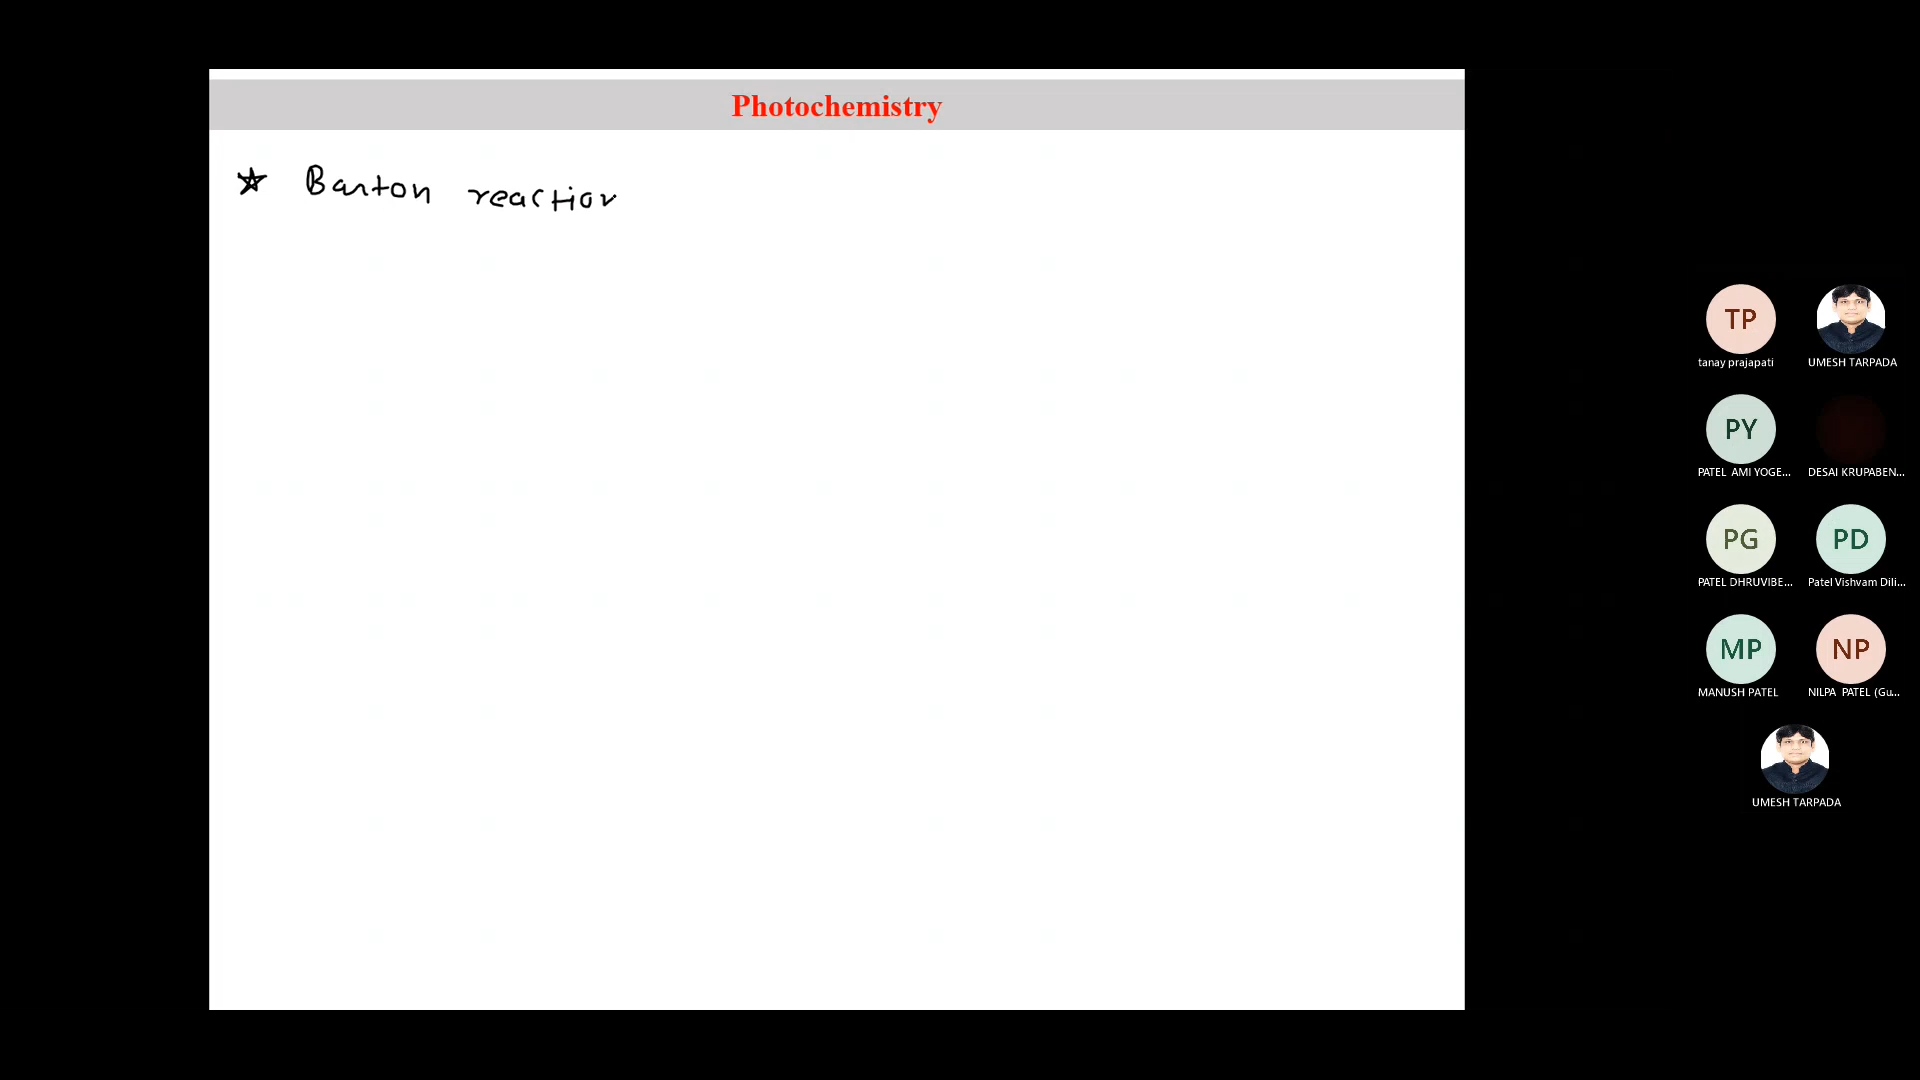 Photochemistry
☆ Barton reaction
TP
tanay prajapati
UMESH TARPADA
PY
PATEL AMI YOGE...
DESAI KRUPABEN...
PG
PATEL DHRUVIBE...
PD
Patel Vishvam Dili...
MP
MANUSH PATEL
NP
NILPA PATEL (Gu...
UMESH TARPADA